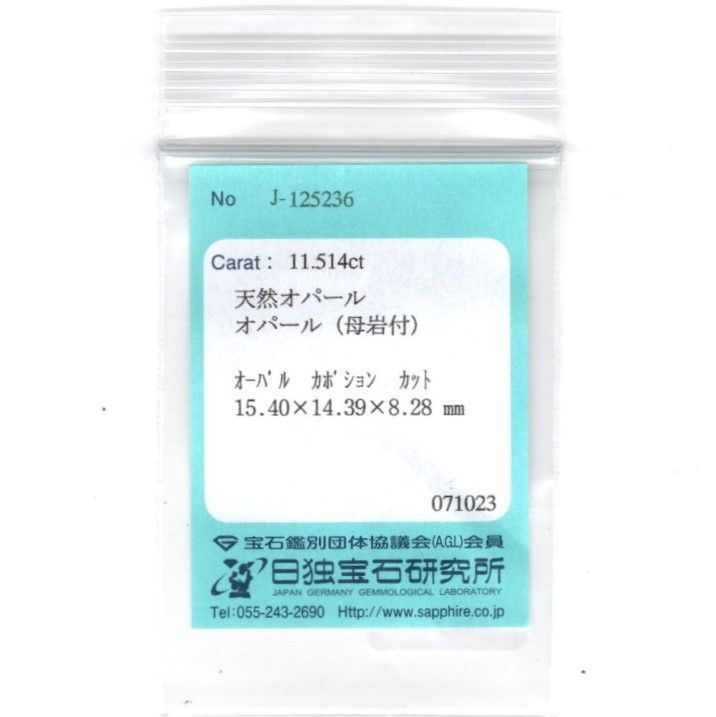 No J-125236
Carat : 11.514ct
天然オパール
オパール (母岩付)
ｵｰﾊﾞﾙ ｶﾎﾞｼｮﾝ ｶｯﾄ
15.40×14.39×8.28 mm
071023
宝石鑑別団体協議会(AGL)会員
日独宝石研究所
JAPAN GERMANY GEMMOLOGICAL LABORATORY
Tel:055-243-2690 Http://www.sapphire.co.jp